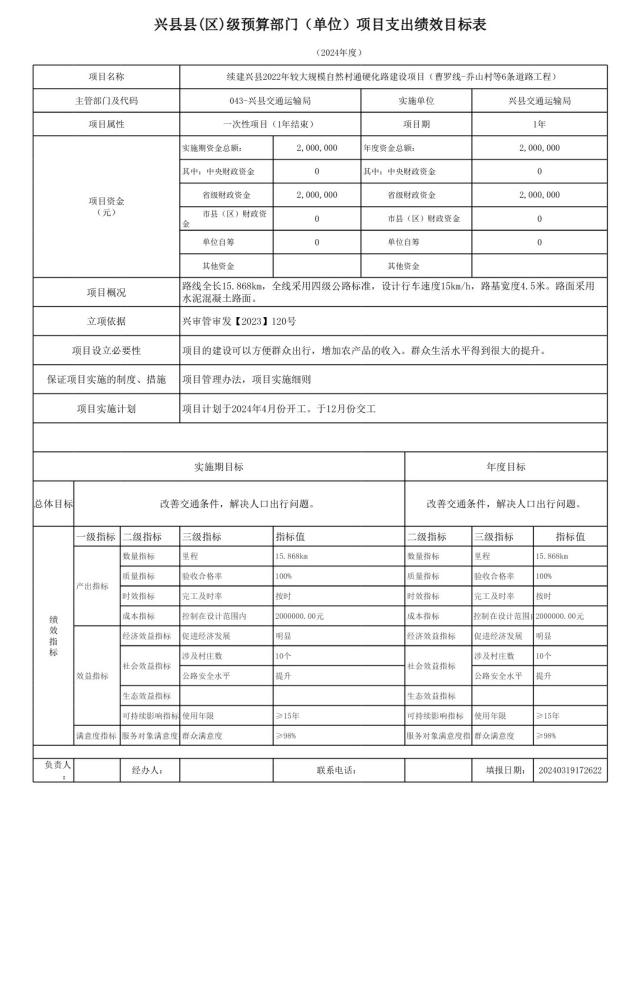 兴县县(区)级预算部门（单位）项目支出绩效目标表
（2024年度）
项目名称 续建兴县2022年较大规模自然村通硬化路建设项目（曹罗线-乔山村等6条道路工程）
主管部门及代码 043-兴县交通运输局 实施单位 兴县交通运输局
项目属性 一次性项目（1年结束） 项目期 1年
项目资金
（元）
实施期资金总额: 2,000,000 年度资金总额: 2,000,000
其中: 中央财政资金 0 其中: 中央财政资金 0
省级财政资金 2,000,000 省级财政资金 2,000,000
市县（区）财政资
金 0 市县（区）财政资金 0
单位自筹 0 单位自筹 0
其他资金 其他资金
项目概况 路线全长15.868km，全线采用四级公路标准，设计行车速度15km/h，路基宽度4.5米。路面采用
水泥混凝土路面。
立项依据 兴审管审发【2023】120号
项目设立必要性 项目的建设可以方便群众出行，增加农产品的收入。群众生活水平得到很大的提升。
保证项目实施的制度、措施 项目管理办法，项目实施细则
项目实施计划 项目计划于2024年4月份开工。于12月份交工
实施期目标 年度目标
总体目标 改善交通条件，解决人口出行问题。 改善交通条件，解决人口出行问题。
绩
效
指
标
一级指标 二级指标 三级指标 指标值 二级指标 三级指标 指标值
产出指标
数量指标 里程 15.868km 数量指标 里程 15.868km
质量指标 验收合格率 100% 质量指标 验收合格率 100%
时效指标 完工及时率 按时 时效指标 完工及时率 按时
成本指标 控制在设计范围内 2000000.00元 成本指标 控制在设计范围 2000000.00元
效益指标
经济效益指标 促进经济发展 明显 经济效益指标 促进经济发展 明显
社会效益指标 涉及村庄数 10个 社会效益指标 涉及村庄数 10个
公路安全水平 提升 公路安全水平 提升
生态效益指标 生态效益指标
可持续影响指标 使用年限 ≥15年 可持续影响指标 使用年限 ≥15年
满意度指标 服务对象满意度 群众满意度 ≥98% 服务对象满意度指 群众满意度 ≥98%
负责人
： 经办人： 联系电话： 填报日期： 20240319172622